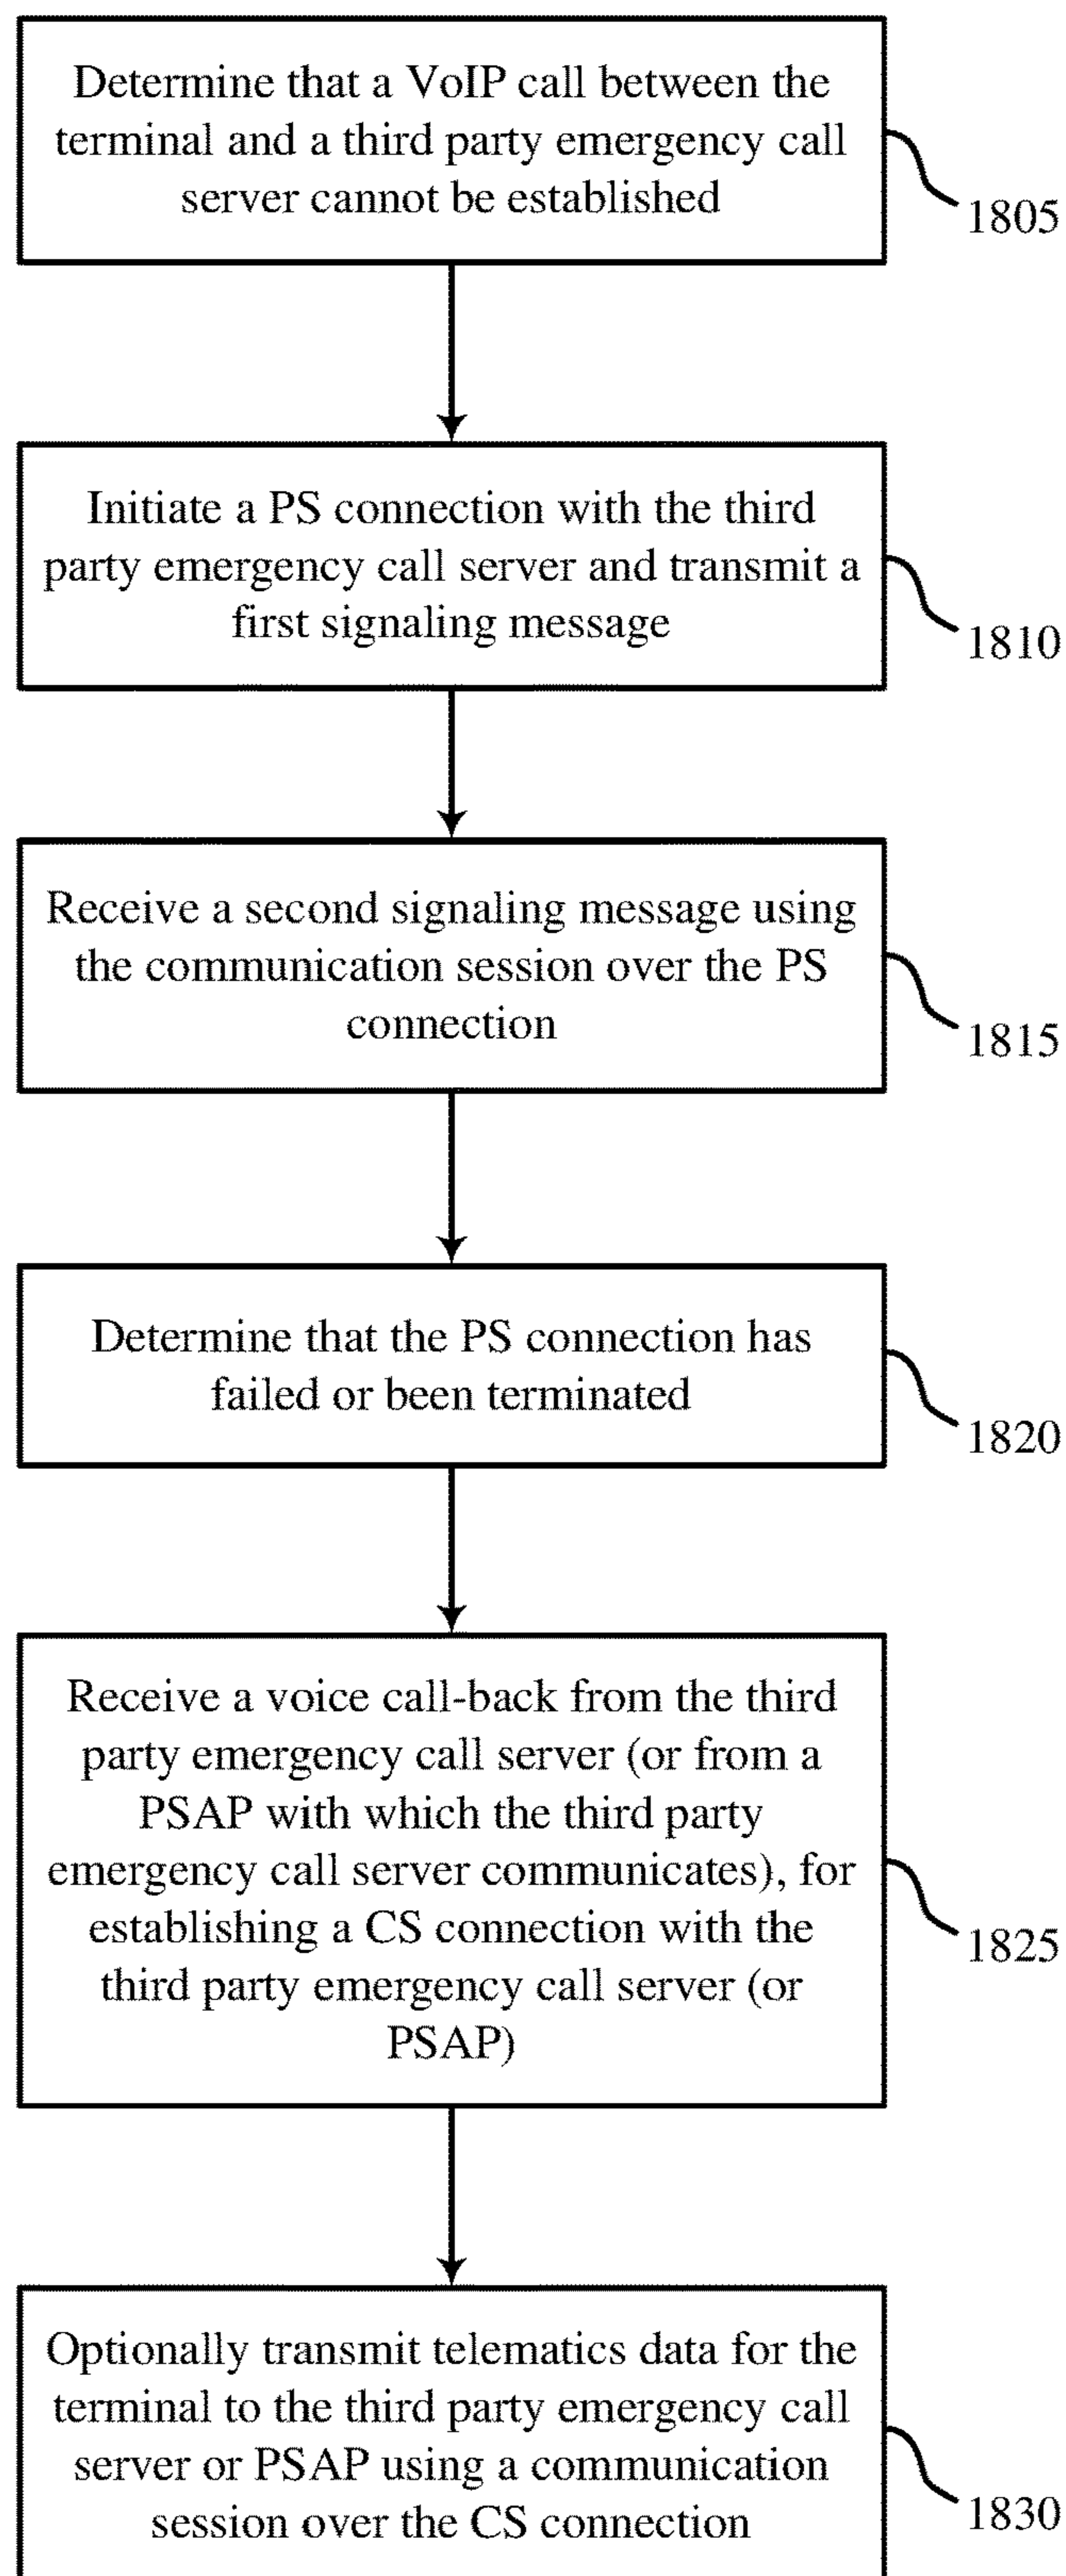 Determine that a VoIP call between the
terminal and a third party emergency call
server cannot be established
1805
Initiate a PS connection with the third
party emergency call server and transmit a
first signaling message
1810
Receive a second signaling message using
the communication session over the PS
connection
1815
Determine that the PS connection has
failed or been terminated
1820
Receive a voice call-back from the third
party emergency call server (or from a
PSAP with which the third party
emergency call server communicates), for
establishing a CS connection with the
third party emergency call server (or
PSAP)
1825
Optionally transmit telematics data for the
terminal to the third party emergency call
server or PSAP using a communication
session over the CS connection
1830